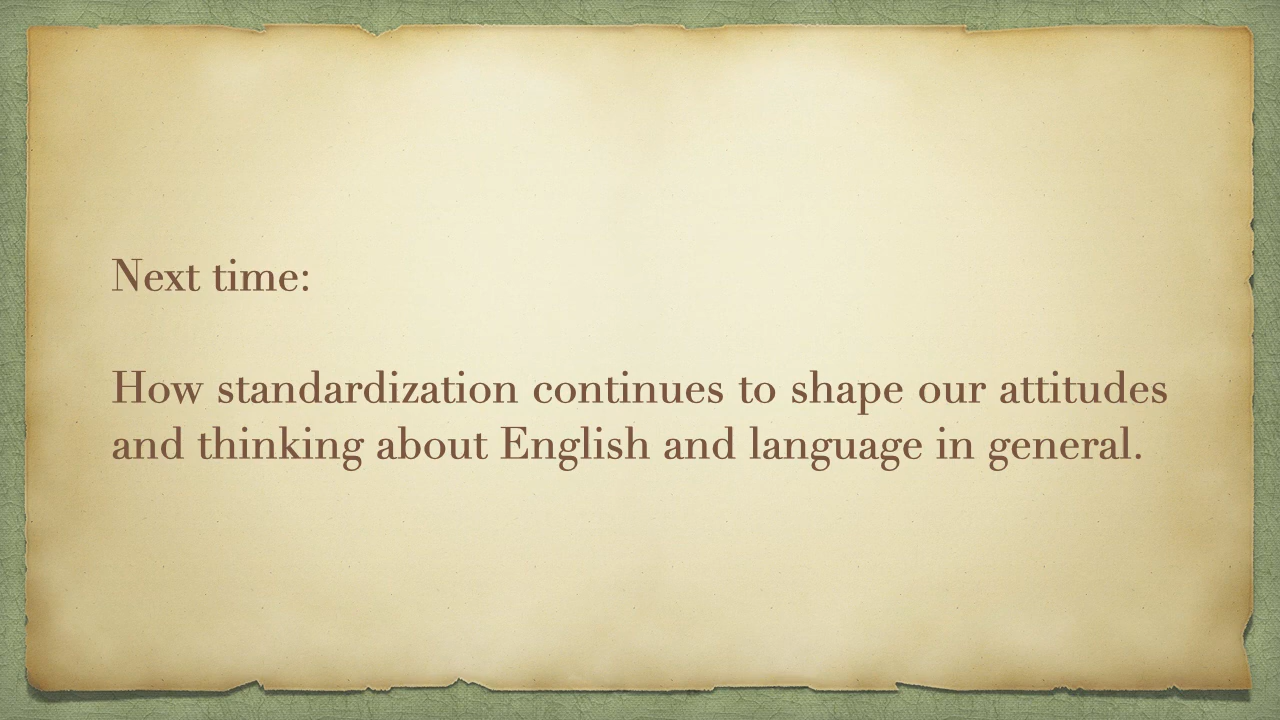 Next time:
How standardization continues to shape our attitudes
and thinking about English and language in general.